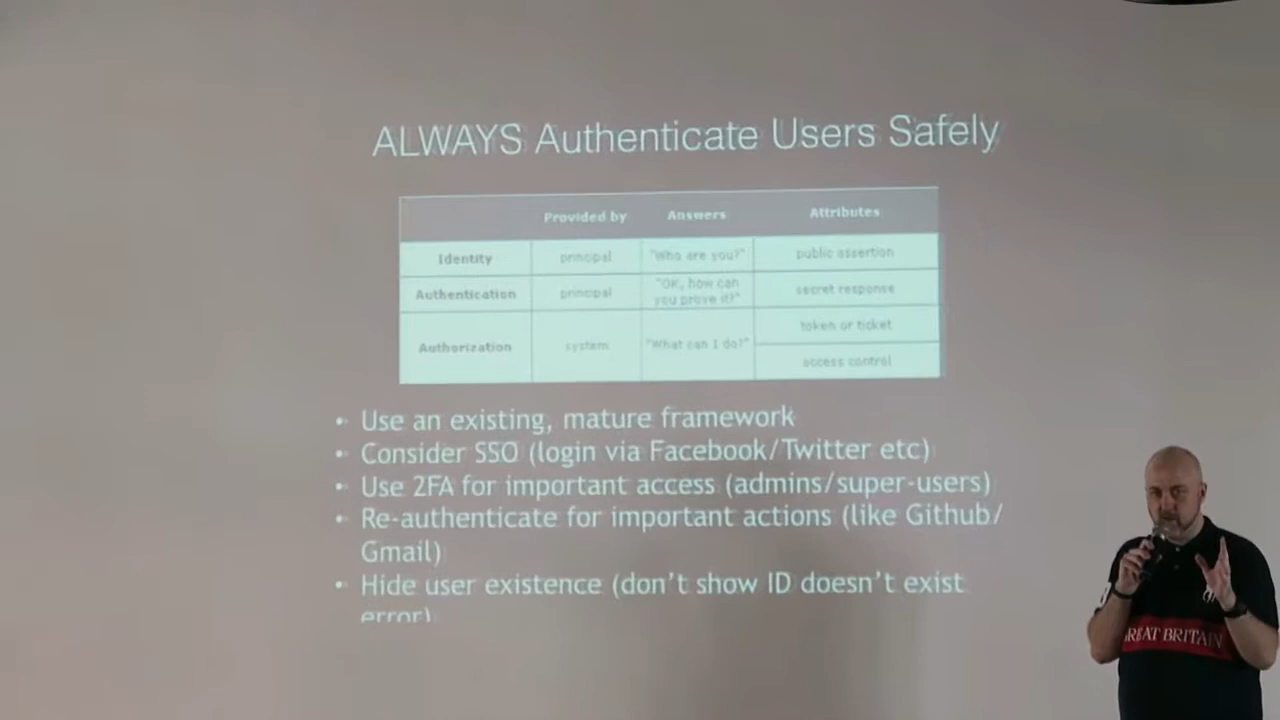 ALWAYS Authenticate Users Safely
Provided by Answers Attributes
Identity principal "Who are you?" public assertion
Authentication principal "OK, how can you prove it?" secret response
Authorization system "What can I do?" token or ticket
access control
• Use an existing, mature framework
• Consider SSO (login via Facebook/Twitter etc)
• Use 2FA for important access (admins/super-users)
• Re-authenticate for important actions (like Github/
Gmail)
• Hide user existence (don't show ID doesn't exist
error)
GREAT BRITAIN